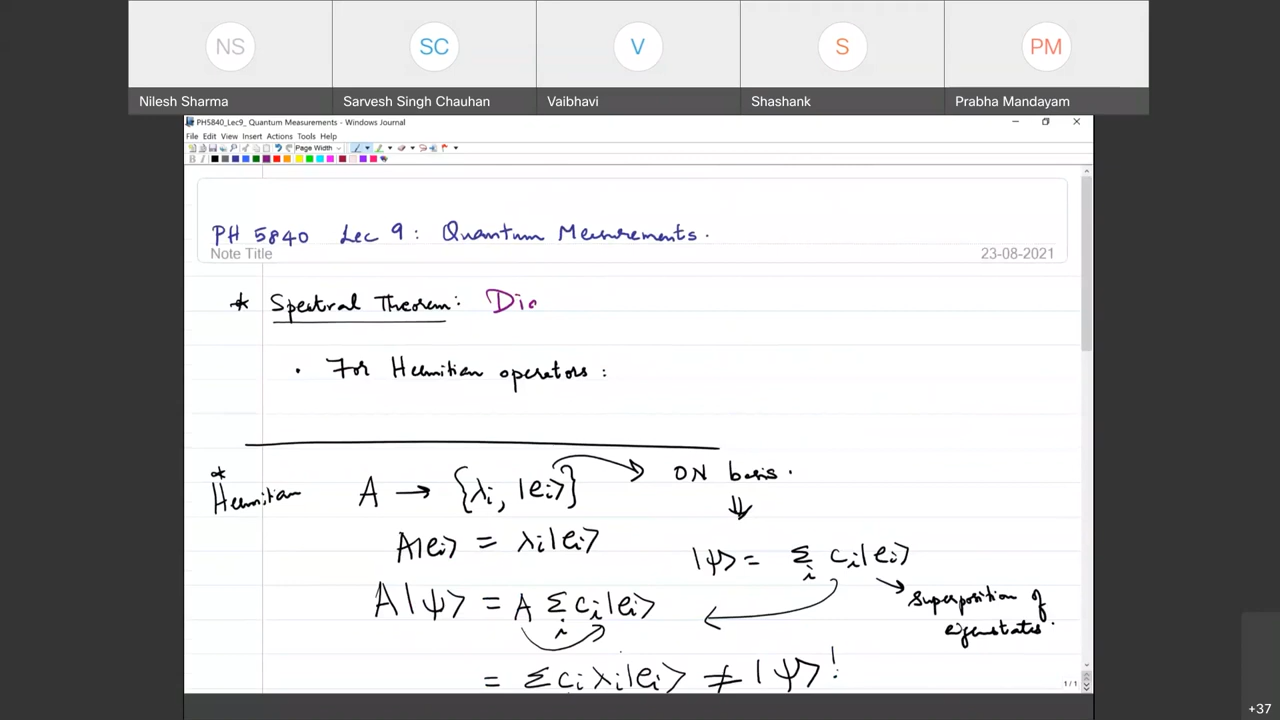 NS SC V S PM
Nilesh Sharma Sarvesh Singh Chauhan Vaibhavi Shashank Prabha Mandayam
PH5840_Lec9_ Quantum Measurements - Windows Journal
File Edit View Insert Actions Tools Help
Page Width
B I
PH 5840 Lec 9 : Quantum Measurements.
Note Title 23-08-2021
* Spectral Theorem : Dia
• For Hermitian operators :
* Hermitian A → {λi, |ei>} → ON basis.
⇓
A|ei> = λi|ei>
|ψ> = Σi ci|ei>
→ Superposition of eigenstates.
A|ψ> = A Σi ci|ei>
= Σ ci λi|ei> ≠ |ψ> !
1 / 1
+37